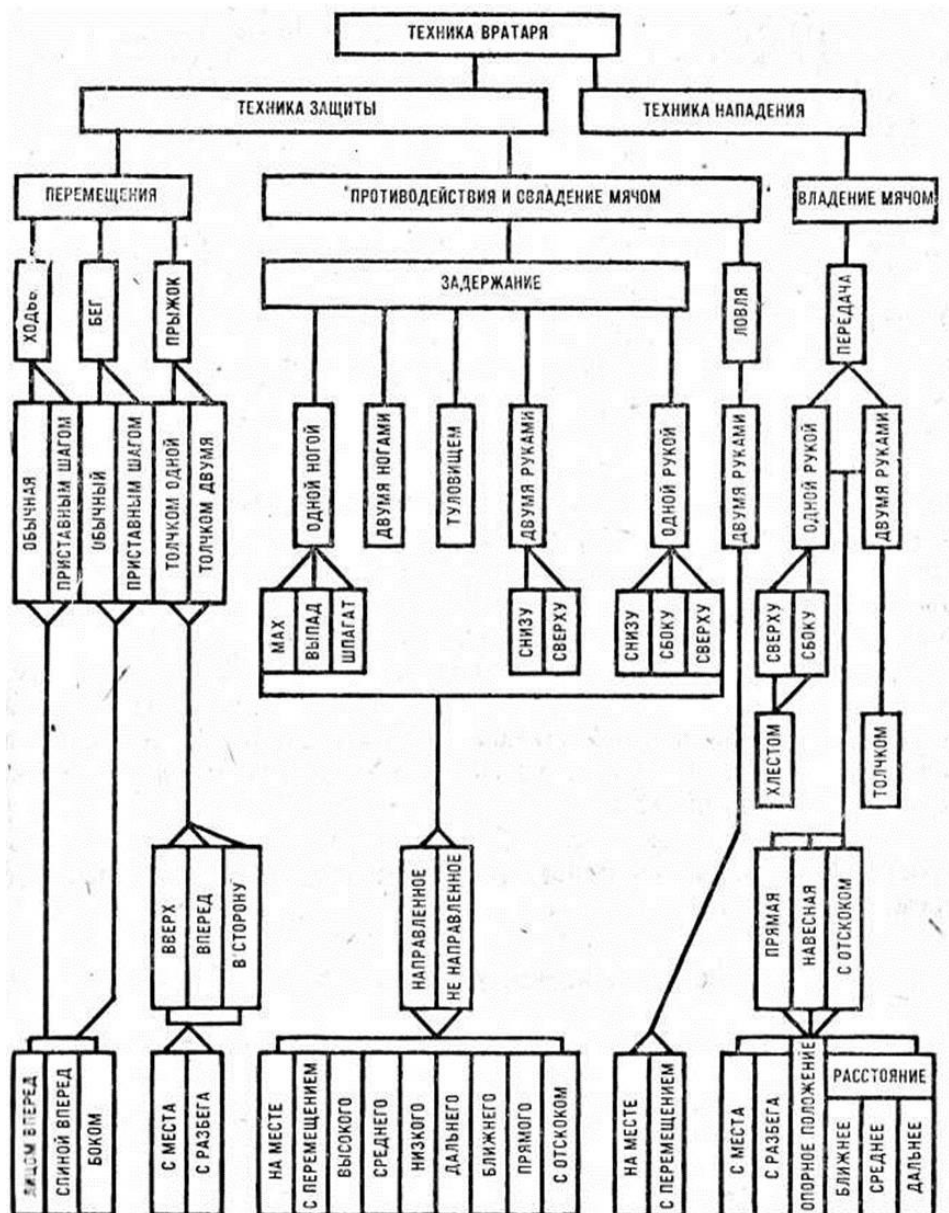 ТЕХНИКА ВРАТАРЯ
ТЕХНИКА ЗАЩИТЫ
ТЕХНИКА НАПАДЕНИЯ
ПЕРЕМЕЩЕНИЯ
ПРОТИВОДЕЙСТВИЯ И СВЛАДЕНИЕ МЯЧОМ
ВЛАДЕНИЕ МЯЧОМ
ХОДЬБ
БЕГ
ПРЫЖОК
ЗАДЕРЖАНИЕ
ЛОВЛЯ
ПЕРЕДАЧА
ОБЫЧНАЯ
ПРИСТАВНЫМ ШАГОМ
ОБЫЧНЫЙ
ПРИСТАВНЫМ ШАГОМ
ТОЛЧКОМ ОДНОЙ
ТОЛЧКОМ ДВУМЯ
ОДНОЙ НОГОЙ
ДВУМЯ НОГАМИ
ТУЛОВИЩЕМ
ДВУМЯ РУКАМИ
ОДНОЙ РУКОЙ
ДВУМЯ РУКАМИ
ОДНОЙ РУКОЙ
ДВУМЯ РУКАМИ
МАХ
ВЫПАД
ШПАГАТ
СНИЗУ
СВЕРХУ
СНИЗУ
СБОКУ
СВЕРХУ
СВЕРХУ
СБОКУ
ХЛЕСТОМ
ТОЛЧКОМ
ВВЕРХ
ВПЕРЕД
В СТОРОНУ
НАПРАВЛЕННОЕ
НЕ НАПРАВЛЕННОЕ
ПРЯМАЯ
НАВЕСНАЯ
С ОТСКОКОМ
ЛИЦОМ ВПЕРЕД
СПИНОЙ ВПЕРЕД
БОКОМ
С МЕСТА
С РАЗБЕГА
НА МЕСТЕ
С ПЕРЕМЕЩЕНИЕМ
ВЫСОКОГО
СРЕДНЕГО
НИЗКОГО
ДАЛЬНЕГО
БЛИЖНЕГО
ПРЯМОГО
С ОТСКОКОМ
НА МЕСТЕ
С ПЕРЕМЕЩЕНИЕМ
С МЕСТА
С РАЗБЕГА
ОПОРНОЕ ПОЛОЖЕНИЕ
РАССТОЯНИЕ
БЛИЖНЕЕ
СРЕДНЕЕ
ДАЛЬНЕЕ